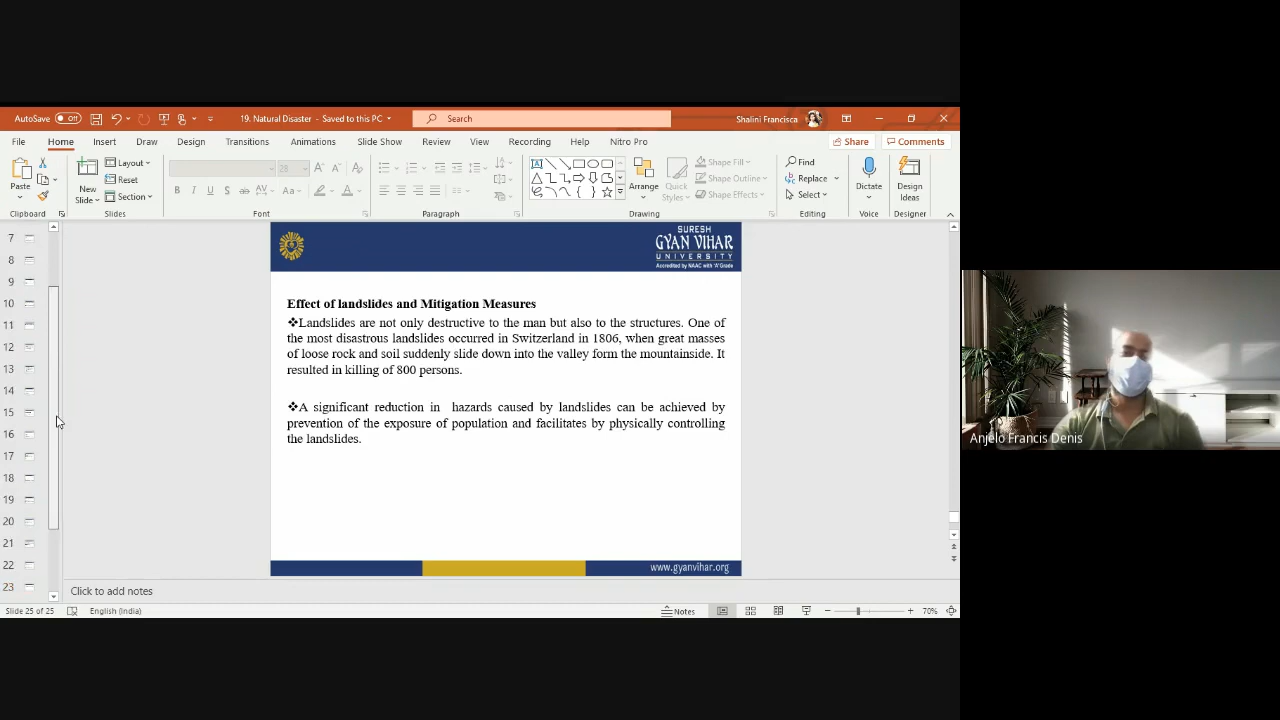 AutoSave Off 19. Natural Disaster - Saved to this PC Search Shalini Francisca
File Home Insert Draw Design Transitions Animations Slide Show Review View Recording Help Nitro Pro Share Comments
Paste
New
Slide
Layout
Reset
Section
28
Arrange
Quick
Styles
Shape Fill
Shape Outline
Shape Effects
Find
Replace
Select
Dictate
Design
Ideas
Clipboard Slides Font Paragraph Drawing Editing Voice Designer
7
8
9
10
11
12
13
14
15
16
17
18
19
20
21
22
23
SURESH
GYAN VIHAR
UNIVERSITY
Accredited by NAAC with 'A' Grade
Effect of landslides and Mitigation Measures
❖Landslides are not only destructive to the man but also to the structures. One of
the most disastrous landslides occurred in Switzerland in 1806, when great masses
of loose rock and soil suddenly slide down into the valley form the mountainside. It
resulted in killing of 800 persons.
❖A significant reduction in hazards caused by landslides can be achieved by
prevention of the exposure of population and facilitates by physically controlling
the landslides.
www.gyanvihar.org
Click to add notes
Slide 25 of 25 English (India) Notes 70%
Anjelo Francis Denis